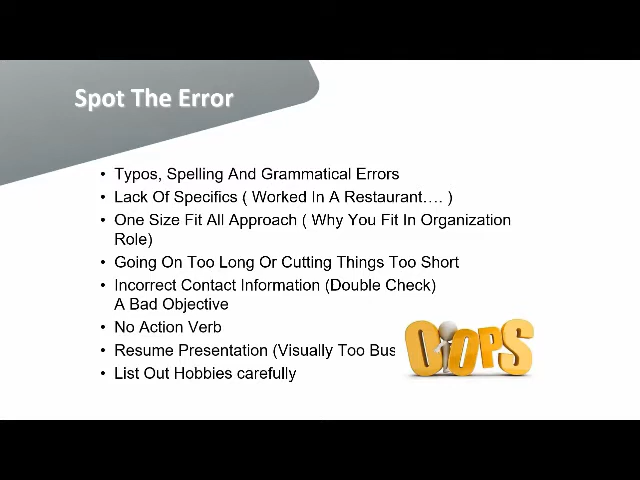 Spot The Error
• Typos, Spelling And Grammatical Errors
• Lack Of Specifics ( Worked In A Restaurant…. )
• One Size Fit All Approach ( Why You Fit In Organization
Role)
• Going On Too Long Or Cutting Things Too Short
• Incorrect Contact Information (Double Check)
A Bad Objective
• No Action Verb
• Resume Presentation (Visually Too
• List Out Hobbies carefully
OOPS